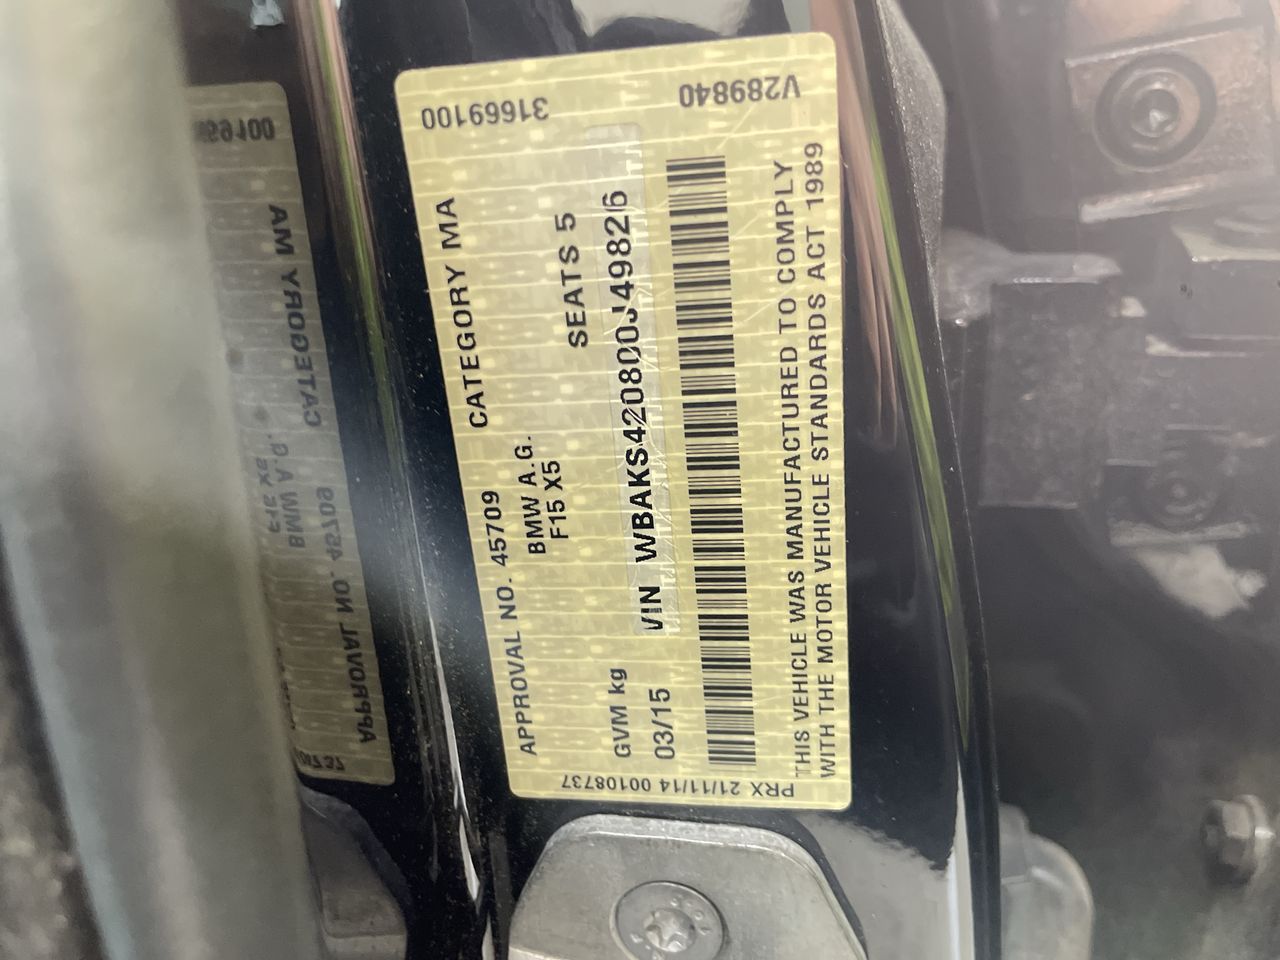 31669100
V289840
APPROVAL NO. 45709 CATEGORY MA
BMW A.G.
F15 X5
SEATS 5
GVM kg
03/15
VIN WBAKS420800J49826
THIS VEHICLE WAS MANUFACTURED TO COMPLY
WITH THE MOTOR VEHICLE STANDARDS ACT 1989
PRX 21/11/14 00108737